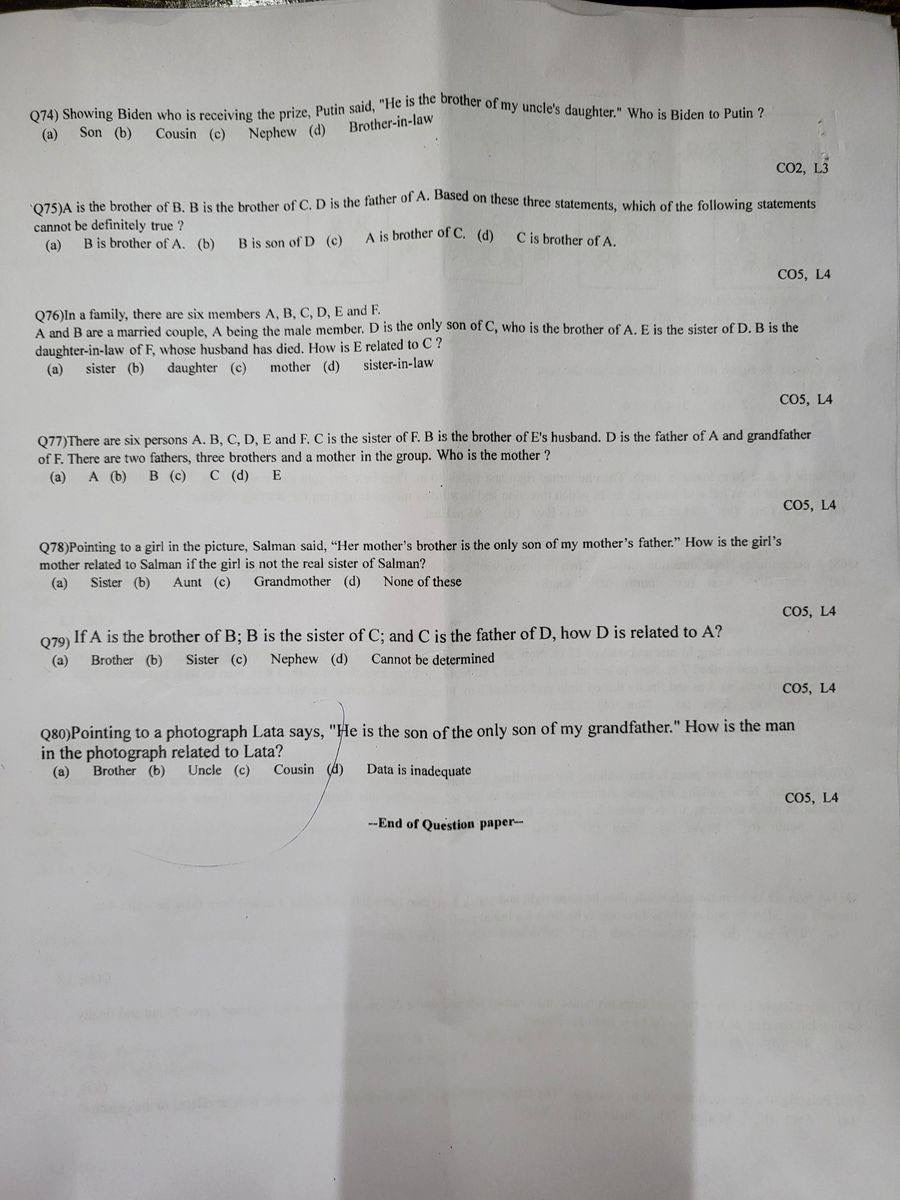 Q74) Showing Biden who is receiving the prize, Putin said, "He is the brother of my uncle's daughter." Who is Biden to Putin ?
(a) Son (b) Cousin (c) Nephew (d) Brother-in-law
CO2, L3
Q75)A is the brother of B. B is the brother of C. D is the father of A. Based on these three statements, which of the following statements
cannot be definitely true ?
(a) B is brother of A. (b) B is son of D (c) A is brother of C. (d) C is brother of A.
CO5, L4
Q76)In a family, there are six members A, B, C, D, E and F.
A and B are a married couple, A being the male member. D is the only son of C, who is the brother of A. E is the sister of D. B is the
daughter-in-law of F, whose husband has died. How is E related to C ?
(a) sister (b) daughter (c) mother (d) sister-in-law
CO5, L4
Q77)There are six persons A. B, C, D, E and F. C is the sister of F. B is the brother of E's husband. D is the father of A and grandfather
of F. There are two fathers, three brothers and a mother in the group. Who is the mother ?
(a) A (b) B (c) C (d) E
CO5, L4
Q78)Pointing to a girl in the picture, Salman said, “Her mother’s brother is the only son of my mother’s father.” How is the girl’s
mother related to Salman if the girl is not the real sister of Salman?
(a) Sister (b) Aunt (c) Grandmother (d) None of these
CO5, L4
Q79) If A is the brother of B; B is the sister of C; and C is the father of D, how D is related to A?
(a) Brother (b) Sister (c) Nephew (d) Cannot be determined
CO5, L4
Q80)Pointing to a photograph Lata says, "He is the son of the only son of my grandfather." How is the man
in the photograph related to Lata?
(a) Brother (b) Uncle (c) Cousin (d) Data is inadequate
CO5, L4
--End of Question paper--